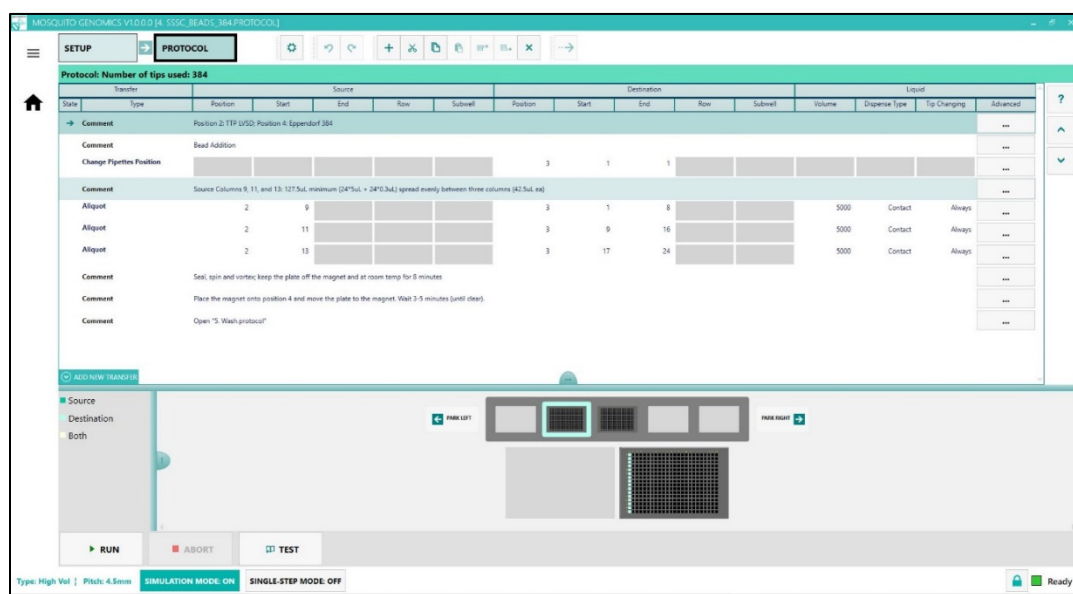 MOSQUITO GENOMICS V1.0.0.0 [4. SSSC_BEADS_384.PROTOCOL]
SETUP PROTOCOL
Protocol: Number of tips used: 384
Transfer Source Destination Liquid
State Type Position Start End Row Subwell Position Start End Row Subwell Volume Dispense Type Tip Changing Advanced
Comment Position 2: TTP LVSD; Position 4: Eppendorf 384 ...
Comment Bead Addition ...
Change Pipettes Position 3 1 1 ...
Comment Source Columns 9, 11, and 13: 127.5uL minimum (24*5uL + 24*0.3uL) spread evenly between three columns (42.5uL ea) ...
Aliquot 2 9 3 1 8 5000 Contact Always ...
Aliquot 2 11 3 9 16 5000 Contact Always ...
Aliquot 2 13 3 17 24 5000 Contact Always ...
Comment Seal, spin and vortex; keep the plate off the magnet and at room temp for 8 minutes ...
Comment Place the magnet onto position 4 and move the plate to the magnet. Wait 3-5 minutes (until clear). ...
Comment Open "5. Wash.protocol" ...
ADD NEW TRANSFER
Source
Destination
Both
PARK LEFT PARK RIGHT
RUN ABORT TEST
Type: High Vol | Pitch: 4.5mm SIMULATION MODE: ON SINGLE-STEP MODE: OFF Ready
?